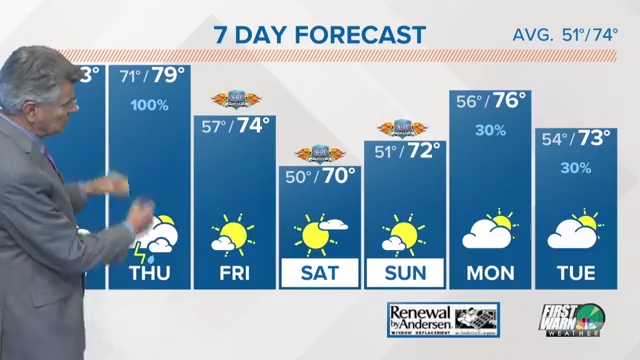 7 DAY FORECAST
AVG. 51°/74°
3°
71°/79°
100%
THU
57°/74°
FRI
50°/70°
SAT
51°/72°
SUN
56°/76°
30%
MON
54°/73°
30%
TUE
Renewal
by Andersen
WINDOW REPLACEMENT
FIRST
WARN
WEATHER